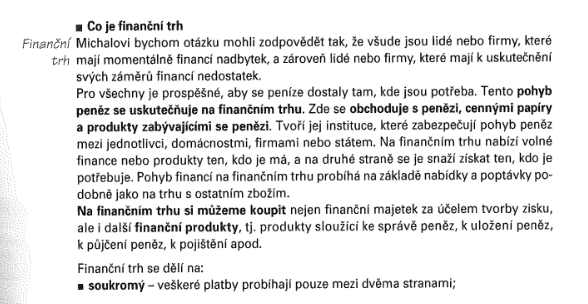 ■ Co je finanční trh
Finanční Michalovi bychom otázku mohli zodpovědět tak, že všude jsou lidé nebo firmy, které
trh mají momentálně financí nadbytek, a zároveň lidé nebo firmy, které mají k uskutečnění
svých záměrů financí nedostatek.
Pro všechny je prospěšné, aby se peníze dostaly tam, kde jsou potřeba. Tento pohyb
peněz se uskutečňuje na finančním trhu. Zde se obchoduje s penězi, cennými papíry
a produkty zabývajícími se penězi. Tvoří jej instituce, které zabezpečují pohyb peněz
mezi jednotlivci, domácnostmi, firmami nebo státem. Na finančním trhu nabízí volné
finance nebo produkty ten, kdo je má, a na druhé straně se je snaží získat ten, kdo je
potřebuje. Pohyb financí na finančním trhu probíhá na základě nabídky a poptávky po-
dobně jako na trhu s ostatním zbožím.
Na finančním trhu si můžeme koupit nejen finanční majetek za účelem tvorby zisku,
ale i další finanční produkty, tj. produkty sloužící ke správě peněz, k uložení peněz,
k půjčení peněz, k pojištění apod.
Finanční trh se dělí na:
■ soukromý – veškeré platby probíhají pouze mezi dvěma stranami;